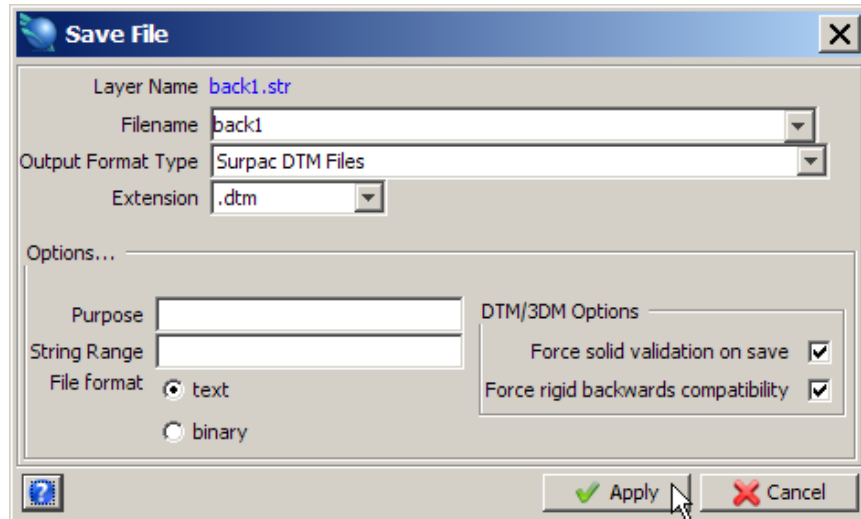 Save File
Layer Name back1.str
Filename back1
Output Format Type Surpac DTM Files
Extension .dtm
Options...
Purpose
String Range
File format text
binary
DTM/3DM Options
Force solid validation on save
Force rigid backwards compatibility
? Apply Cancel